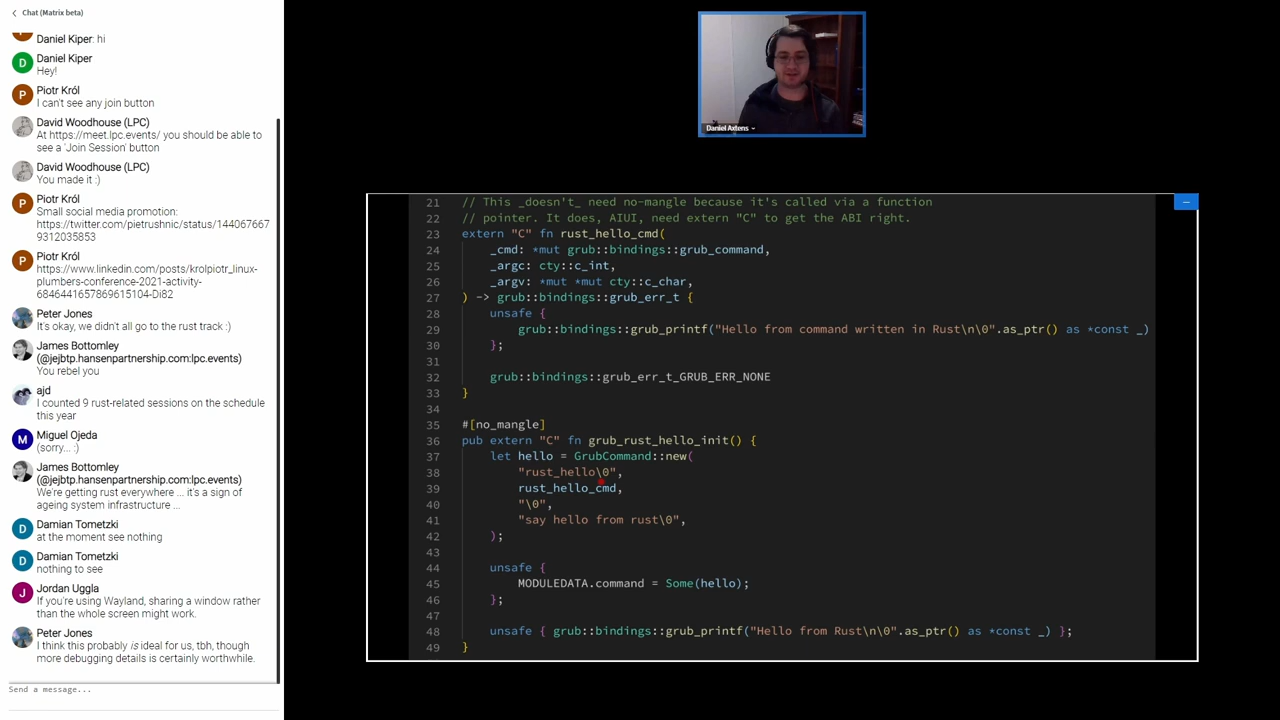 Chat (Matrix beta)
Daniel Kiper: hi
D
Daniel Kiper
Hey!
P
Piotr Król
I can't see any join button
David Woodhouse (LPC)
At https://meet.lpc.events/ you should be able to
see a 'Join Session' button
David Woodhouse (LPC)
You made it :)
P
Piotr Król
Small social media promotion:
https://twitter.com/pietrushnic/status/144067667
9312035853
P
Piotr Król
https://www.linkedin.com/posts/krolpiotr_linux-
plumbers-conference-2021-activity-
6846441657869615104-Di82
Peter Jones
It's okay, we didn't all go to the rust track :)
James Bottomley
(@jejbtp.hansenpartnership.com:lpc.events)
You rebel you
ajd
I counted 9 rust-related sessions on the schedule
this year
M
Miguel Ojeda
(sorry... :)
James Bottomley
(@jejbtp.hansenpartnership.com:lpc.events)
We're getting rust everywhere ... it's a sign of
ageing system infrastructure ...
D
Damian Tometzki
at the moment see nothing
D
Damian Tometzki
nothing to see
J
Jordan Uggla
If you're using Wayland, sharing a window rather
than the whole screen might work.
Peter Jones
I think this probably is ideal for us, tbh, though
more debugging details is certainly worthwhile.
Send a message...
Daniel Axtens
21 // This _doesn't_ need no-mangle because it's called via a function
22 // pointer. It does, AIUI, need extern "C" to get the ABI right.
23 extern "C" fn rust_hello_cmd(
24 _cmd: *mut grub::bindings::grub_command,
25 _argc: cty::c_int,
26 _argv: *mut *mut cty::c_char,
27 ) -> grub::bindings::grub_err_t {
28 unsafe {
29 grub::bindings::grub_printf("Hello from command written in Rust\n\0".as_ptr() as *const _)
30 };
31
32 grub::bindings::grub_err_t_GRUB_ERR_NONE
33 }
34
35 #[no_mangle]
36 pub extern "C" fn grub_rust_hello_init() {
37 let hello = GrubCommand::new(
38 "rust_hello\0",
39 rust_hello_cmd,
40 "\0",
41 "say hello from rust\0",
42 );
43
44 unsafe {
45 MODULEDATA.command = Some(hello);
46 };
47
48 unsafe { grub::bindings::grub_printf("Hello from Rust\n\0".as_ptr() as *const _) };
49 }